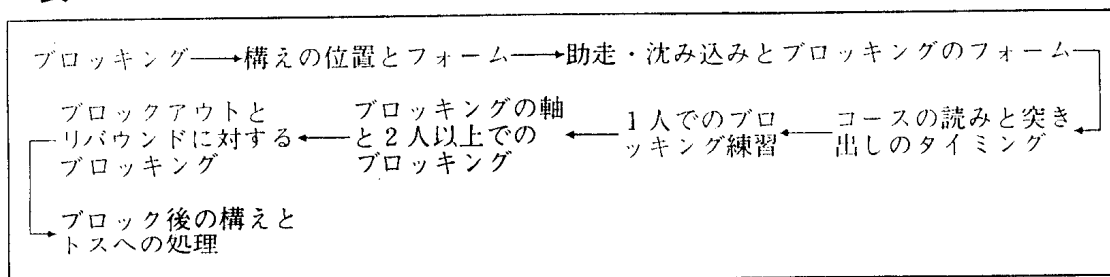 ブロッキング→構えの位置とフォーム→助走・沈み込みとブロッキングのフォーム
コースの読みと突き
出しのタイミング
1人でのブロ
ッキング練習
ブロッキングの軸
と2人以上での
ブロッキング
ブロックアウトと
リバウンドに対する
ブロッキング
ブロック後の構えと
トスへの処理